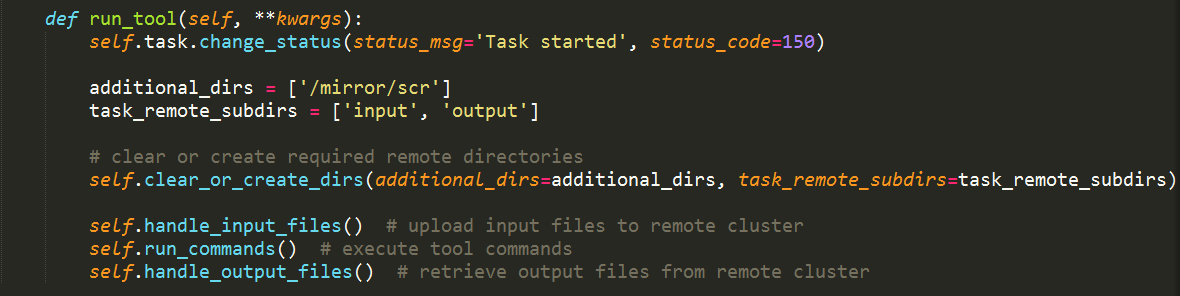 def run_tool(self, **kwargs):
self.task.change_status(status_msg='Task started', status_code=150)
additional_dirs = ['/mirror/scr']
task_remote_subdirs = ['input', 'output']
# clear or create required remote directories
self.clear_or_create_dirs(additional_dirs=additional_dirs, task_remote_subdirs=task_remote_subdirs)
self.handle_input_files()  # upload input files to remote cluster
self.run_commands()  # execute tool commands
self.handle_output_files()  # retrieve output files from remote cluster